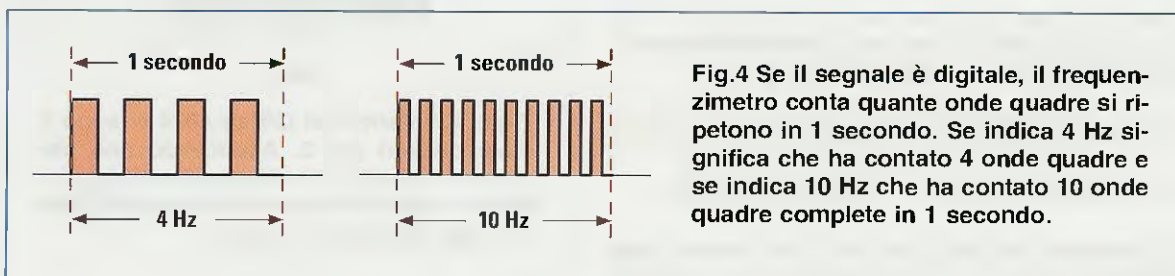 1 secondo
4 Hz
1 secondo
10 Hz
Fig.4 Se il segnale è digitale, il frequen-
zimetro conta quante onde quadre si ri-
petono in 1 secondo. Se indica 4 Hz si-
gnifica che ha contato 4 onde quadre e
se indica 10 Hz che ha contato 10 onde
quadre complete in 1 secondo.